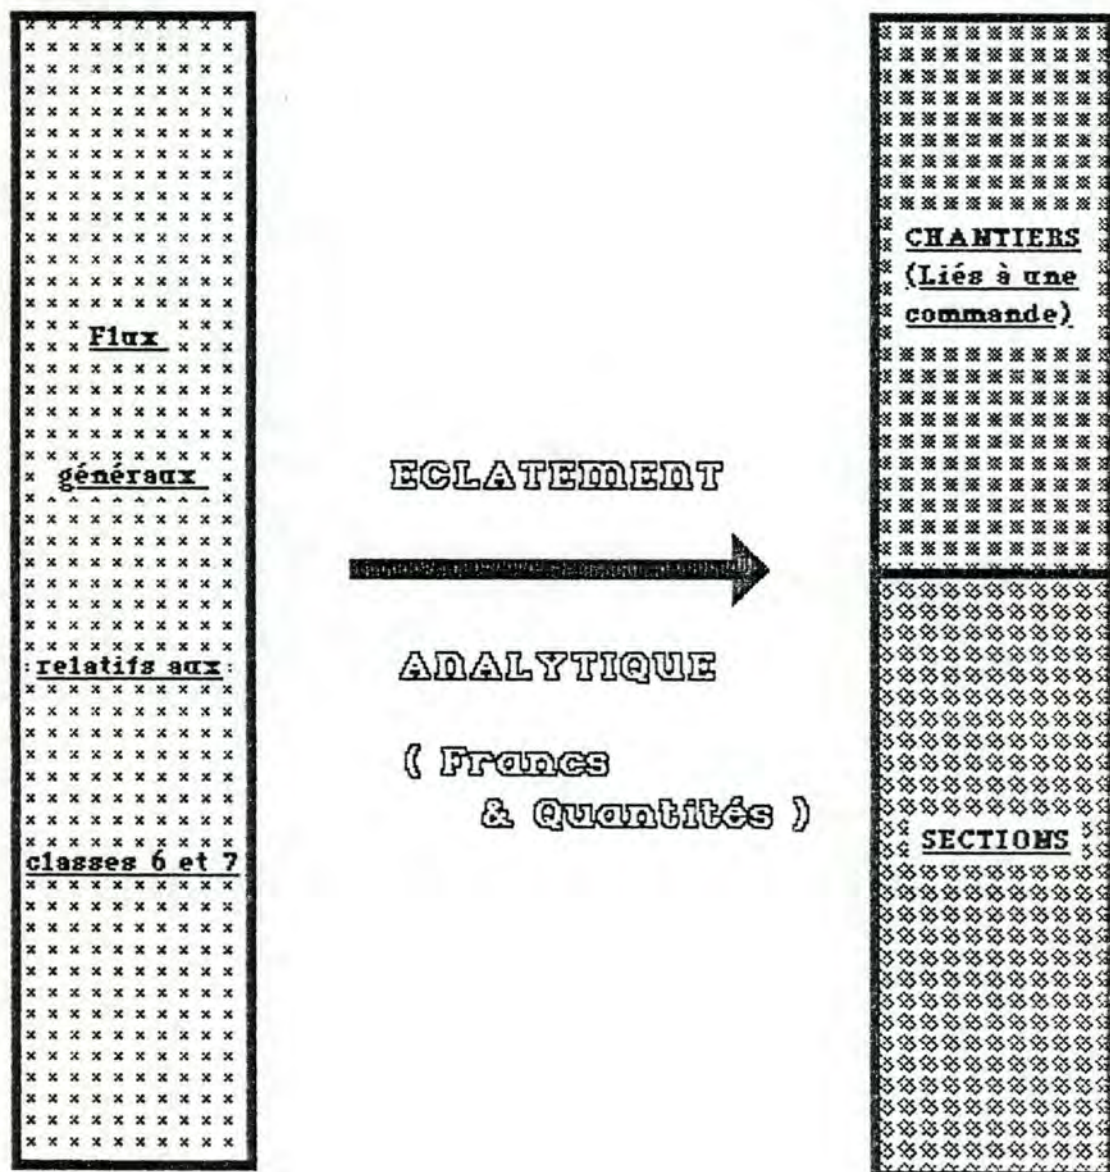 Flux
généraux
relatifs aux
classes 6 et 7
ECLATEMENT
ANALYTIQUE
( Francs
& Quantités )
CHANTIERS
(Liés à une
commande)
SECTIONS